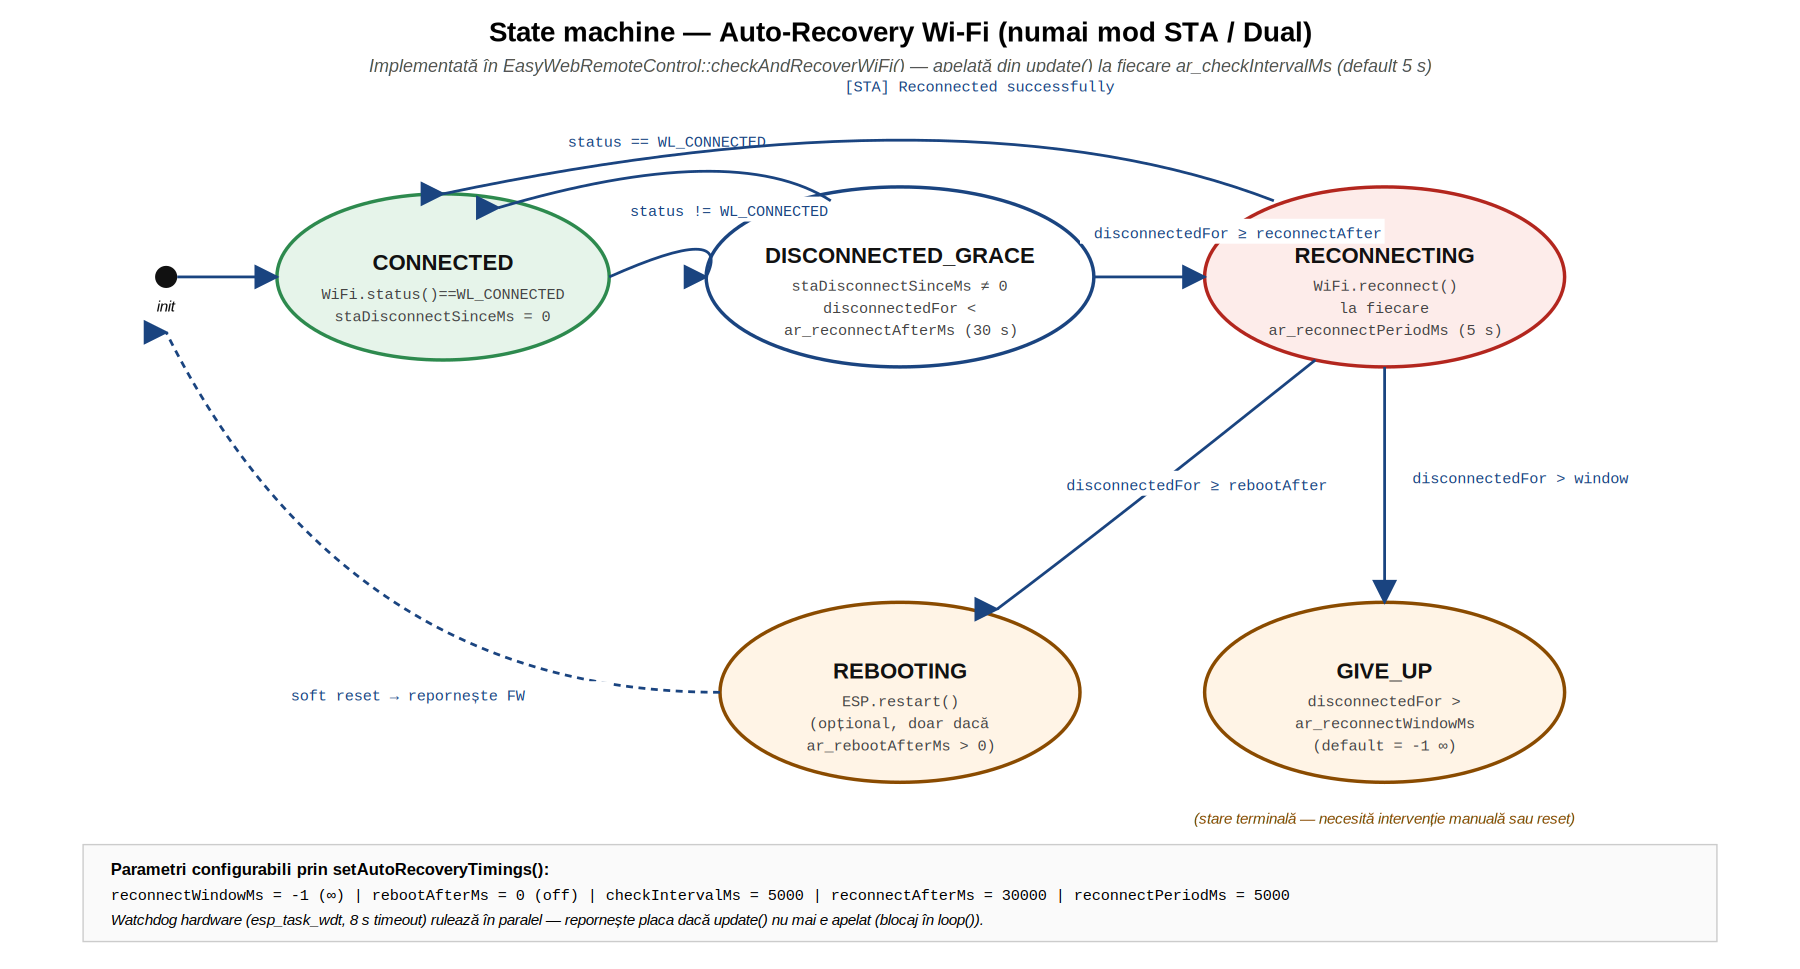 State machine — Auto-Recovery Wi-Fi (numai mod STA / Dual)
Implementată în EasyWebRemoteControl::checkAndRecoverWiFi() — apelată din update() la fiecare ar_checkIntervalMs (default 5 s)
[STA] Reconnected successfully
status == WL_CONNECTED
status != WL_CONNECTED
disconnectedFor ≥ reconnectAfter
init
CONNECTED
WiFi.status()==WL_CONNECTED
staDisconnectSinceMs = 0
DISCONNECTED_GRACE
staDisconnectSinceMs ≠ 0
disconnectedFor <
ar_reconnectAfterMs (30 s)
RECONNECTING
WiFi.reconnect()
la fiecare
ar_reconnectPeriodMs (5 s)
disconnectedFor ≥ rebootAfter
disconnectedFor > window
soft reset → repornește FW
REBOOTING
ESP.restart()
(opțional, doar dacă
ar_rebootAfterMs > 0)
GIVE_UP
disconnectedFor >
ar_reconnectWindowMs
(default = -1 ∞)
(stare terminală — necesită intervenție manuală sau reset)
Parametri configurabili prin setAutoRecoveryTimings():
reconnectWindowMs = -1 (∞) | rebootAfterMs = 0 (off) | checkIntervalMs = 5000 | reconnectAfterMs = 30000 | reconnectPeriodMs = 5000
Watchdog hardware (esp_task_wdt, 8 s timeout) rulează în paralel — repornește placa dacă update() nu mai e apelat (blocaj în loop()).